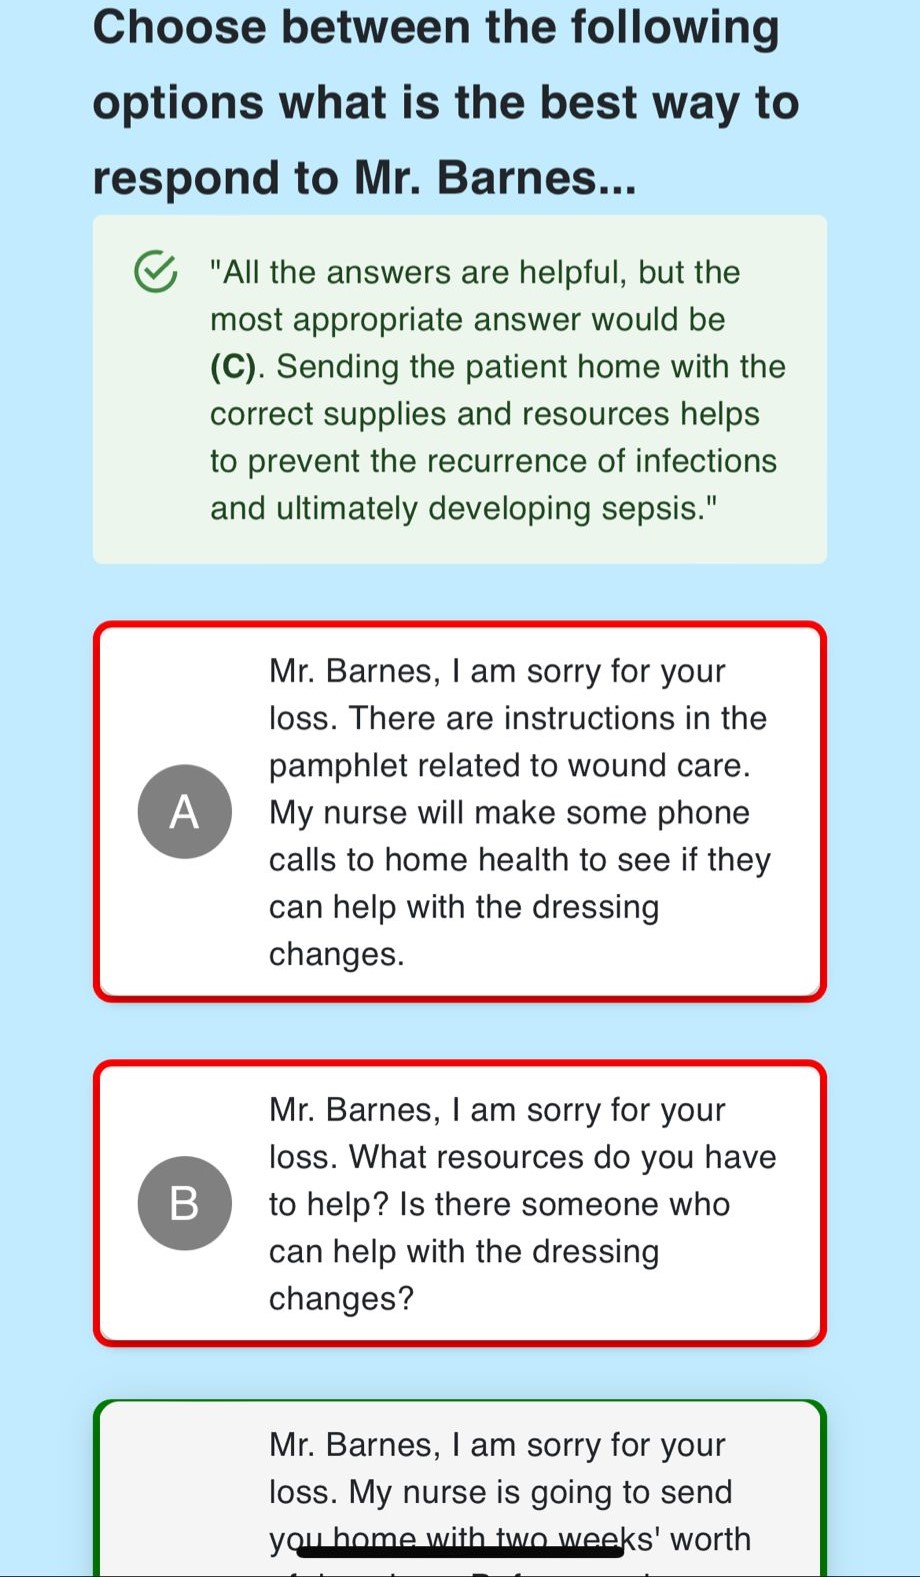 Choose between the following
options what is the best way to
respond to Mr. Barnes...
"All the answers are helpful, but the
most appropriate answer would be
(C). Sending the patient home with the
correct supplies and resources helps
to prevent the recurrence of infections
and ultimately developing sepsis."
Mr. Barnes, I am sorry for your
loss. There are instructions in the
pamphlet related to wound care.
A
My nurse will make some phone
calls to home health to see if they
can help with the dressing
changes.
Mr. Barnes, I am sorry for your
loss. What resources do you have
B
to help? Is there someone who
can help with the dressing
changes?
Mr. Barnes, I am sorry for your
loss. My nurse is going to send
you home with two weeks' worth